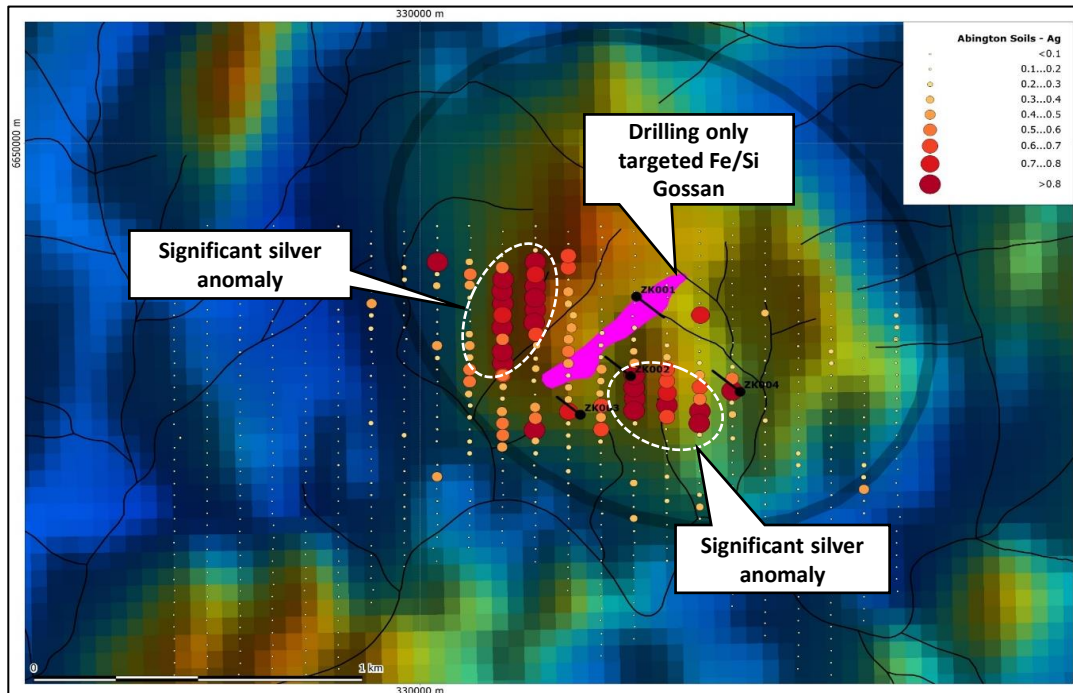 330000 m
6650000 m
Abington Soils - Ag
<0.1
0.1...0.2
0.2...0.3
0.3...0.4
0.4...0.5
0.5...0.6
0.6...0.7
0.7...0.8
>0.8
Drilling only
targeted Fe/Si
Gossan
Significant silver
anomaly
ZK001
ZK002
ZK003
ZK004
Significant silver
anomaly
0
1 km
330000 m